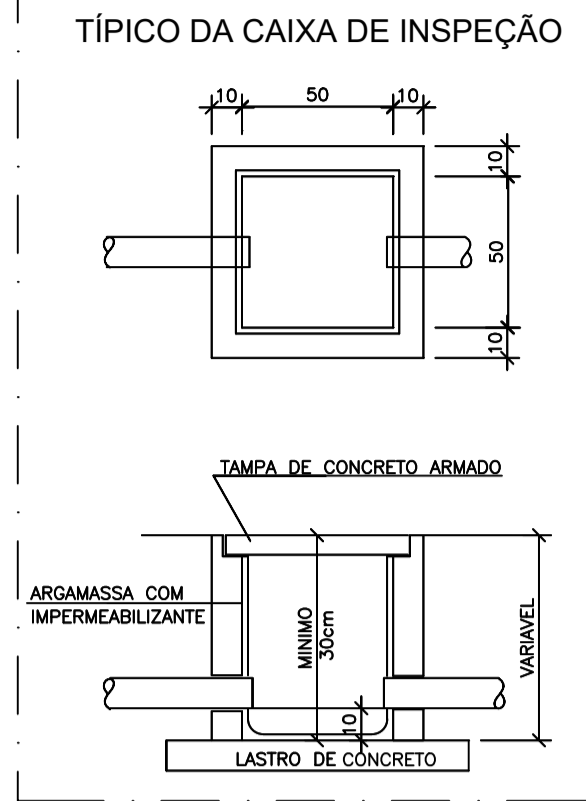 TÍPICO DA CAIXA DE INSPEÇÃO
10 50 10
10
50
10
TAMPA DE CONCRETO ARMADO
ARGAMASSA COM
IMPERMEABILIZANTE
MINIMO
30cm
VARIAVEL
10
LASTRO DE CONCRETO